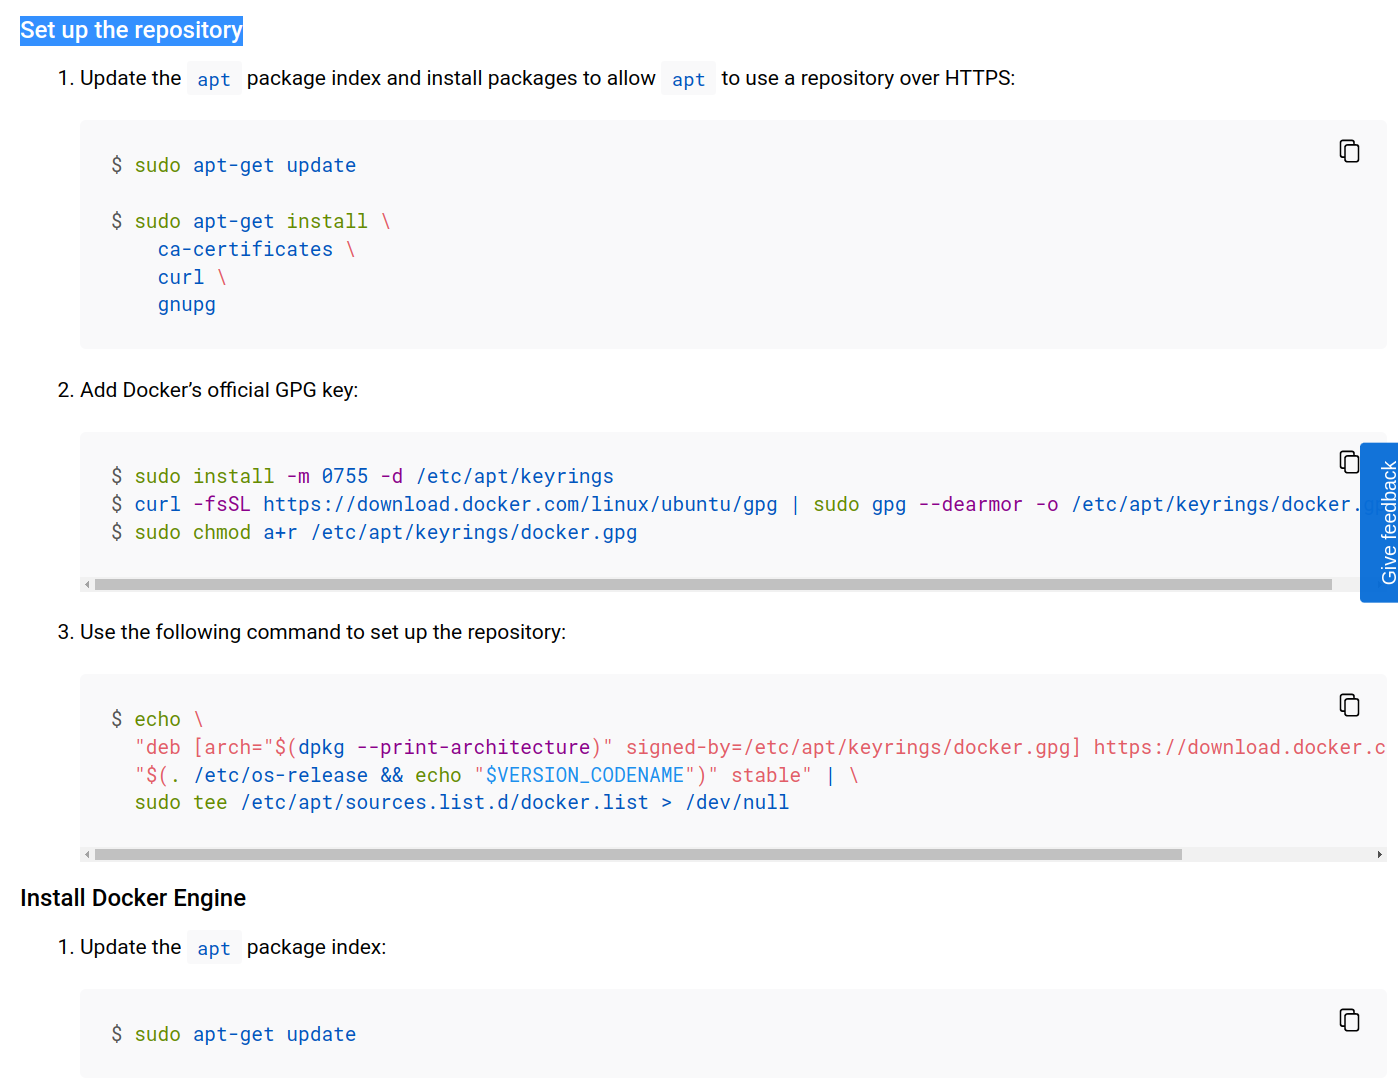 Set up the repository
1. Update the apt package index and install packages to allow apt to use a repository over HTTPS:
$ sudo apt-get update
$ sudo apt-get install \
ca-certificates \
curl \
gnupg
2. Add Docker’s official GPG key:
$ sudo install -m 0755 -d /etc/apt/keyrings
$ curl -fsSL https://download.docker.com/linux/ubuntu/gpg | sudo gpg --dearmor -o /etc/apt/keyrings/docker.gp
$ sudo chmod a+r /etc/apt/keyrings/docker.gpg
Give feedback
3. Use the following command to set up the repository:
$ echo \
"deb [arch="$(dpkg --print-architecture)" signed-by=/etc/apt/keyrings/docker.gpg] https://download.docker.c
"$(. /etc/os-release && echo "$VERSION_CODENAME")" stable" | \
sudo tee /etc/apt/sources.list.d/docker.list > /dev/null
Install Docker Engine
1. Update the apt package index:
$ sudo apt-get update